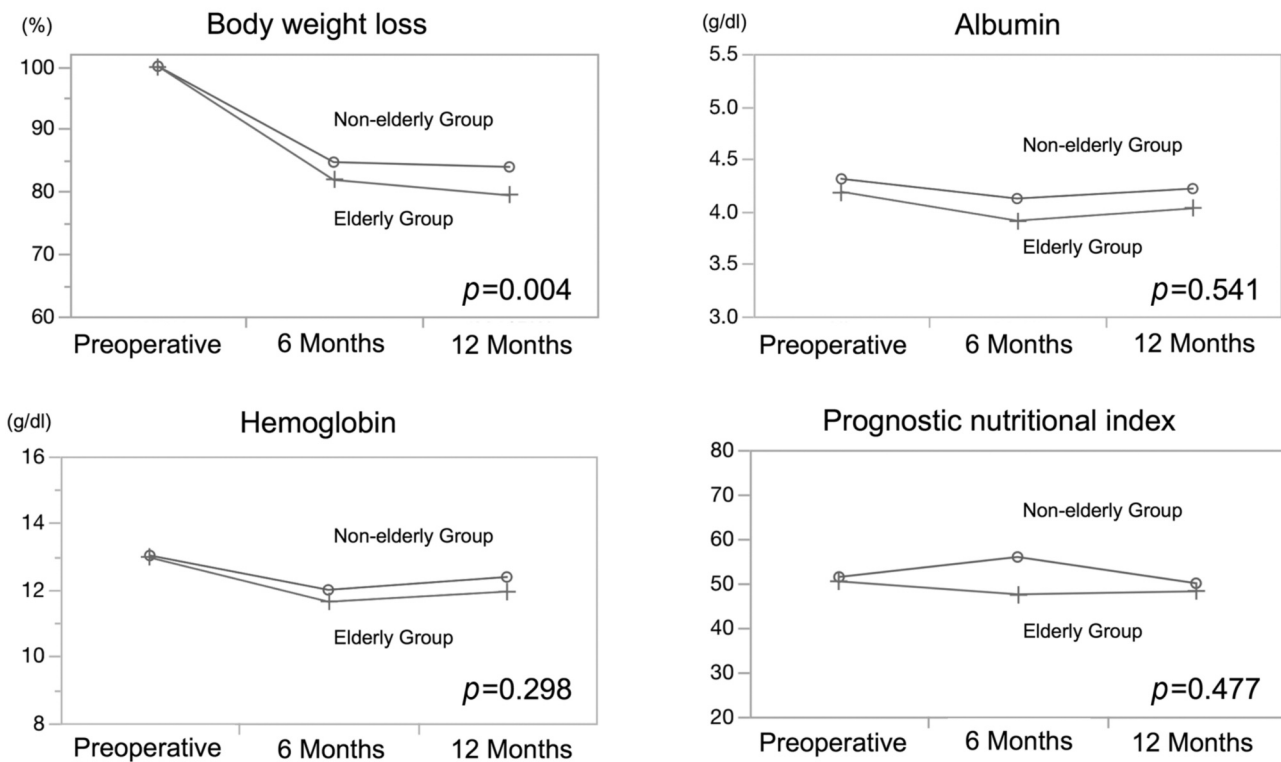 Body weight loss
(%)
100
90
80
70
60
Non-elderly Group
Elderly Group
p=0.004
Preoperative
6 Months
12 Months
Albumin
(g/dl)
5.5
5.0
4.5
4.0
3.5
3.0
Non-elderly Group
Elderly Group
p=0.541
Preoperative
6 Months
12 Months
Hemoglobin
(g/dl)
16
14
12
10
8
Non-elderly Group
Elderly Group
p=0.298
Preoperative
6 Months
12 Months
Prognostic nutritional index
80
70
60
50
40
30
20
Non-elderly Group
Elderly Group
p=0.477
Preoperative
6 Months
12 Months